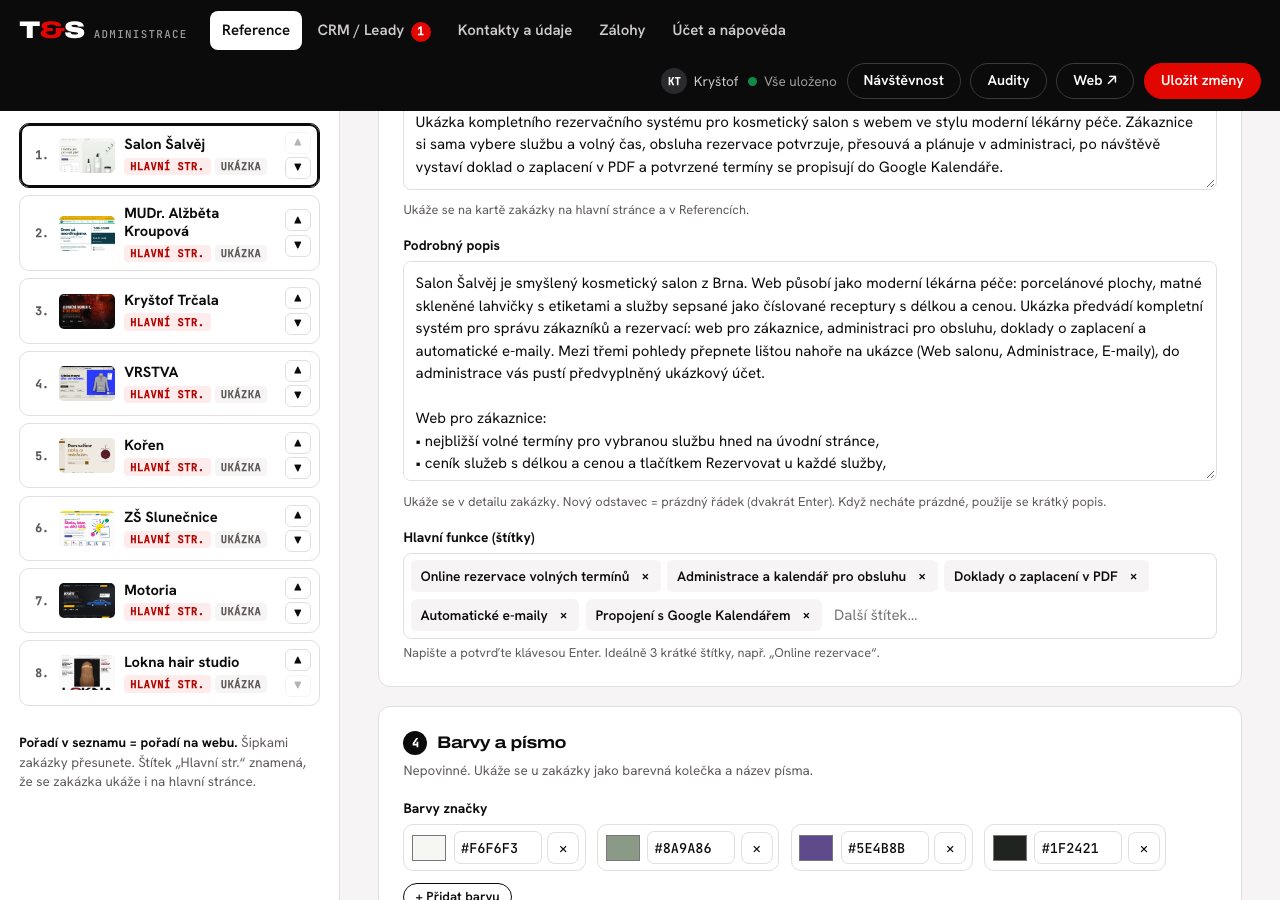 T&S ADMINISTRACE
Reference
CRM / Leady 1
Kontakty a údaje
Zálohy
Účet a nápověda
KT Kryštof
Vše uloženo
Návštěvnost
Audity
Web ↗
Uložit změny
1.
Salon Šalvěj
HLAVNÍ STR. UKÁZKA
▲
▼
2.
MUDr. Alžběta
Kroupová
HLAVNÍ STR. UKÁZKA
▲
▼
3.
Kryštof Trčala
HLAVNÍ STR.
▲
▼
4.
VRSTVA
HLAVNÍ STR. UKÁZKA
▲
▼
5.
Kořen
HLAVNÍ STR. UKÁZKA
▲
▼
6.
ZŠ Slunečnice
HLAVNÍ STR. UKÁZKA
▲
▼
7.
Motoria
HLAVNÍ STR. UKÁZKA
▲
▼
8.
Lokna hair studio
HLAVNÍ STR. UKÁZKA
▲
▼
Pořadí v seznamu = pořadí na webu. Šipkami
zakázky přesunete. Štítek „Hlavní str.“ znamená,
že se zakázka ukáže i na hlavní stránce.
Ukázka kompletního rezervačního systému pro kosmetický salon s webem ve stylu moderní lékárny péče. Zákaznice
si sama vybere službu a volný čas, obsluha rezervace potvrzuje, přesouvá a plánuje v administraci, po návštěvě
vystaví doklad o zaplacení v PDF a potvrzené termíny se propisují do Google Kalendáře.
Ukáže se na kartě zakázky na hlavní stránce a v Referencích.
Podrobný popis
Salon Šalvěj je smyšlený kosmetický salon z Brna. Web působí jako moderní lékárna péče: porcelánové plochy, matné
skleněné lahvičky s etiketami a služby sepsané jako číslované receptury s délkou a cenou. Ukázka předvádí kompletní
systém pro správu zákazníků a rezervací: web pro zákaznice, administraci pro obsluhu, doklady o zaplacení a
automatické e-maily. Mezi třemi pohledy přepnete lištou nahoře na ukázce (Web salonu, Administrace, E-maily), do
administrace vás pustí předvyplněný ukázkový účet.
Web pro zákaznice:
▪ nejbližší volné termíny pro vybranou službu hned na úvodní stránce,
▪ ceník služeb s délkou a cenou a tlačítkem Rezervovat u každé služby,
Ukáže se v detailu zakázky. Nový odstavec = prázdný řádek (dvakrát Enter). Když necháte prázdné, použije se krátký popis.
Hlavní funkce (štítky)
Online rezervace volných termínů × Administrace a kalendář pro obsluhu × Doklady o zaplacení v PDF ×
Automatické e-maily × Propojení s Google Kalendářem × Další štítek…
Napište a potvrďte klávesou Enter. Ideálně 3 krátké štítky, např. „Online rezervace“.
4 Barvy a písmo
Nepovinné. Ukáže se u zakázky jako barevná kolečka a název písma.
Barvy značky
#F6F6F3 × #8A9A86 × #5E4B8B × #1F2421 ×
+ Přidat barvu